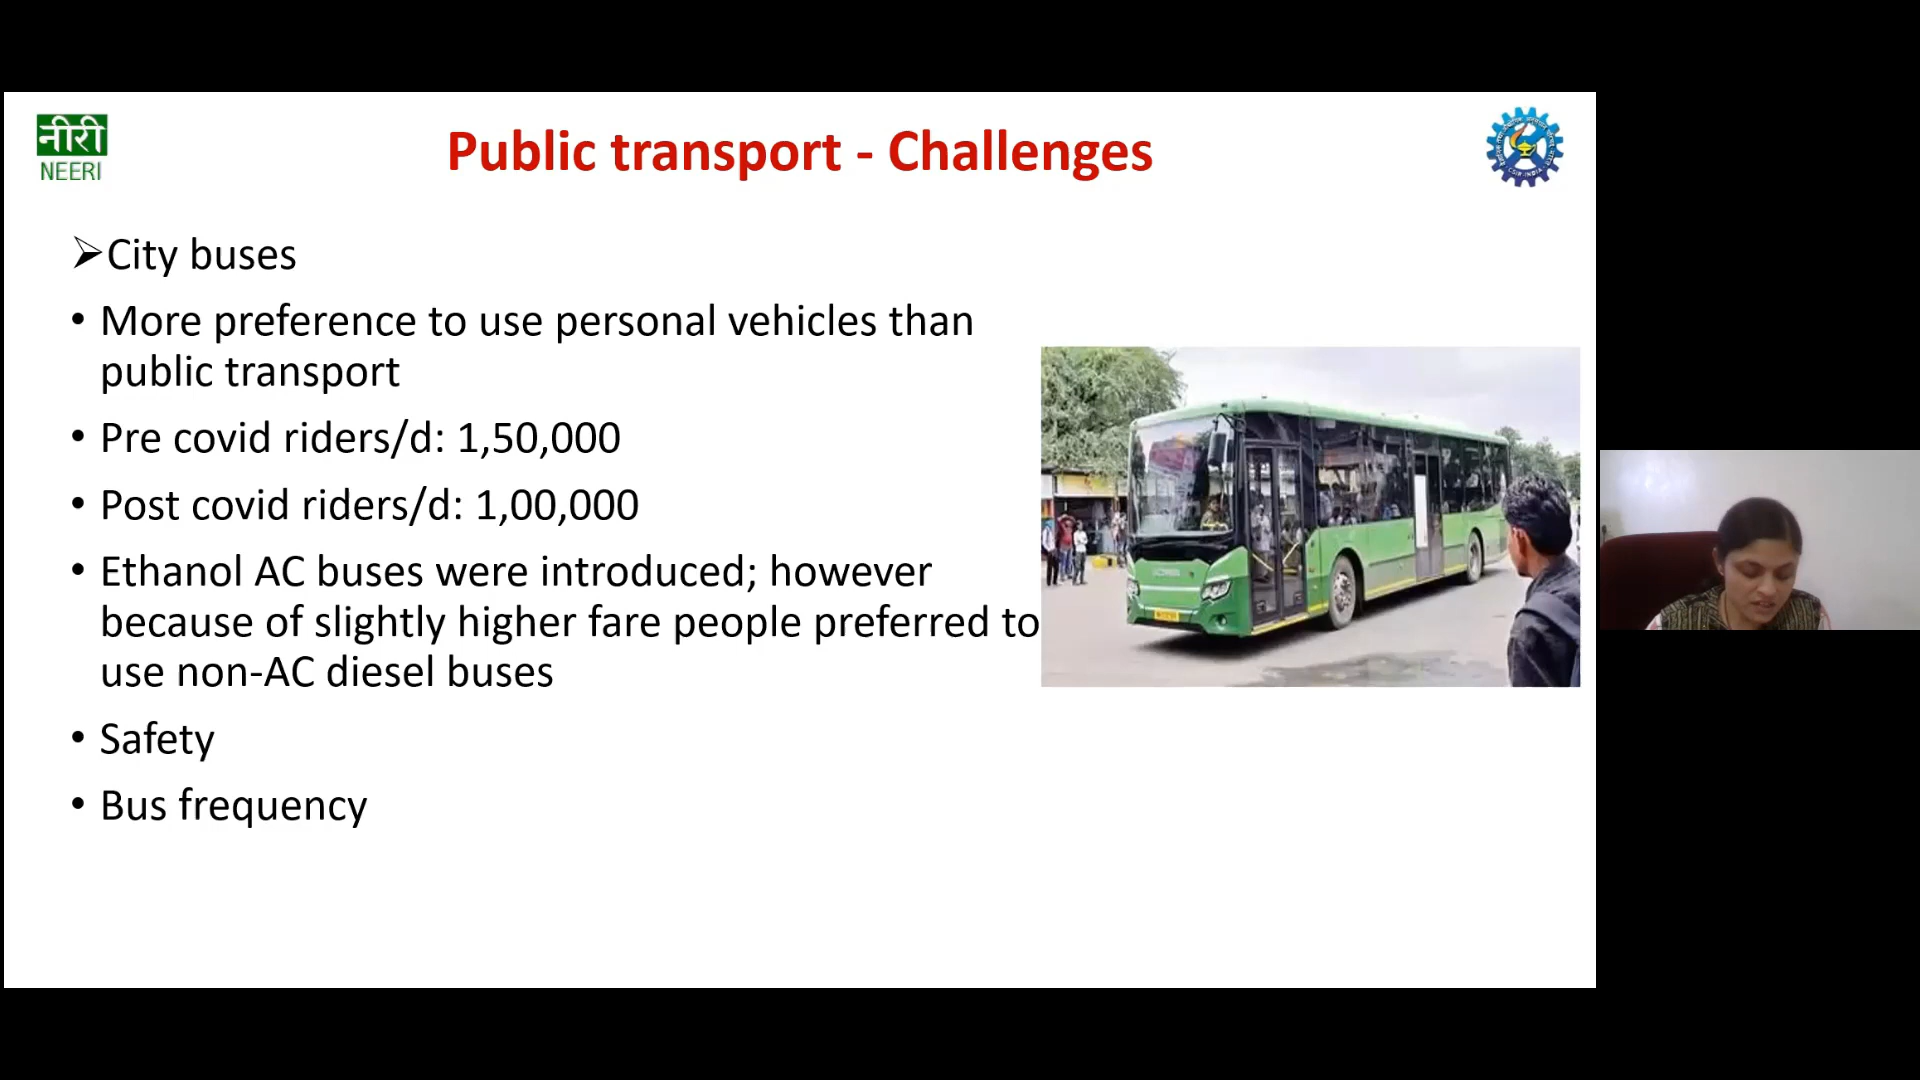 नीरी
NEERI
Public transport - Challenges
➢City buses
• More preference to use personal vehicles than
public transport
• Pre covid riders/d: 1,50,000
• Post covid riders/d: 1,00,000
• Ethanol AC buses were introduced; however
because of slightly higher fare people preferred to
use non-AC diesel buses
• Safety
• Bus frequency
CSIR-INDIA